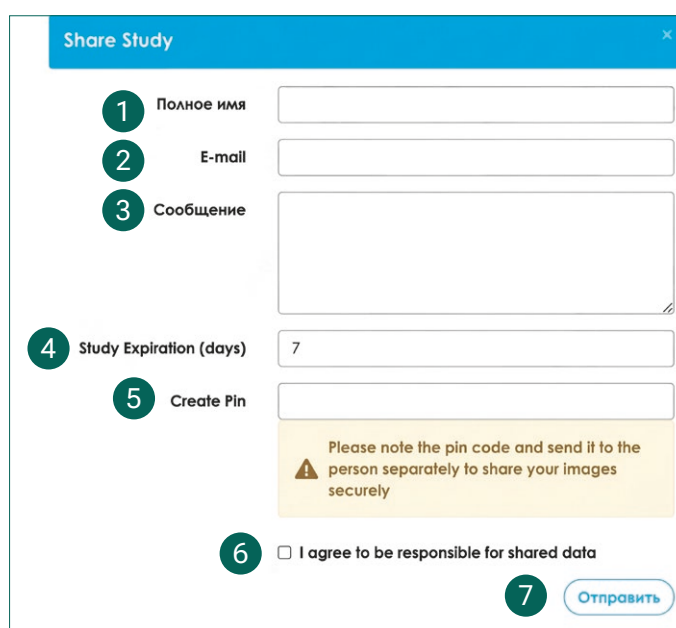 Share Study ×
1 Полное имя
2 E-mail
3 Сообщение
4 Study Expiration (days) 7
5 Create Pin
Please note the pin code and send it to the
person separately to share your images
securely
6 I agree to be responsible for shared data
7 Отправить